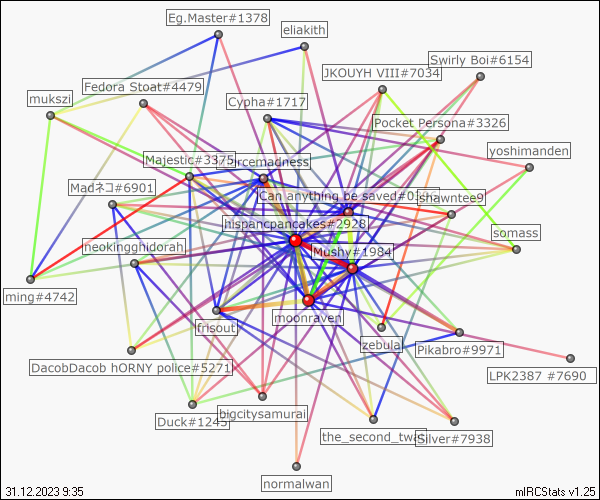 Eg.Master#1378
eliakith
Swirly Boi#6154
JKOUYH VIII#7034
Fedora Stoat#4479
mukszi
Cypha#1717
Pocket Persona#3326
yoshimanden
Majestic#3375
rcemadness
Madネコ#6901
Can anything be saved#03
shawntee9
hispancpancakes#2928
somass
neokingghidorah
Mushy#1984
ming#4742
moonraven
frisout
zebulal
Pikabro#9971
DacobDacob hORNY police#5271
LPK2387 #7690
bigcitysamurai
Duck#1245
the_second_twa
Silver#7938
normalwan
31.12.2023 9:35
mIRCStats v1.25